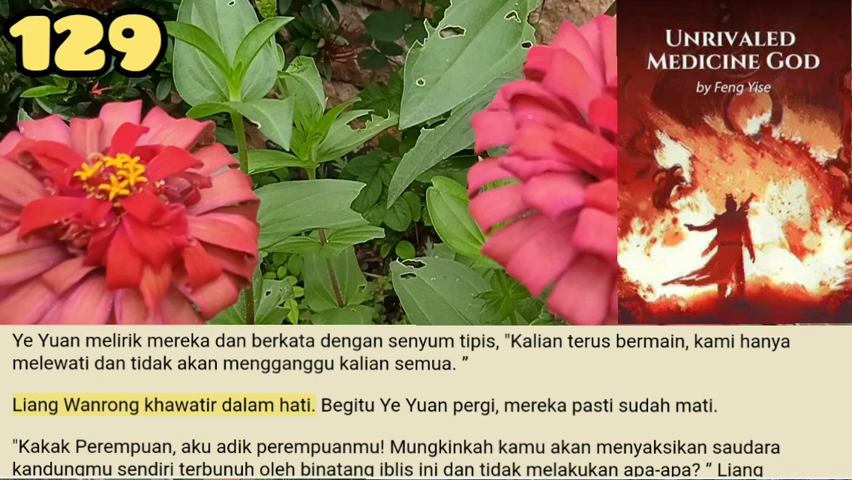 129
UNRIVALED
MEDICINE GOD
by Feng Yise
Ye Yuan melirik mereka dan berkata dengan senyum tipis, "Kalian terus bermain, kami hanya
melewati dan tidak akan mengganggu kalian semua. ”
Liang Wanrong khawatir dalam hati. Begitu Ye Yuan pergi, mereka pasti sudah mati.
"Kakak Perempuan, aku adik perempuanmu! Mungkinkah kamu akan menyaksikan saudara
kandungmu sendiri terbunuh oleh binatang iblis ini dan tidak melakukan apa-apa? ” Liang